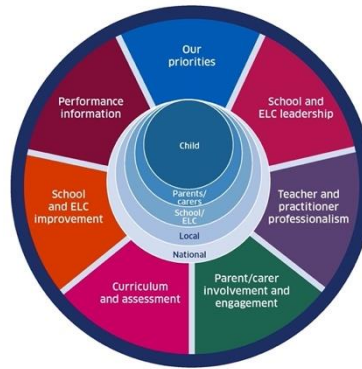 Our
priorities
School and
ELC leadership
Teacher and
practitioner
professionalism
Parent/carer
involvement and
engagement
Curriculum
and assessment
School
and ELC
improvement
Performance
information
Child
Parents/
carers
School/
ELC
Local
National